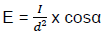 E = I/d² x cosα